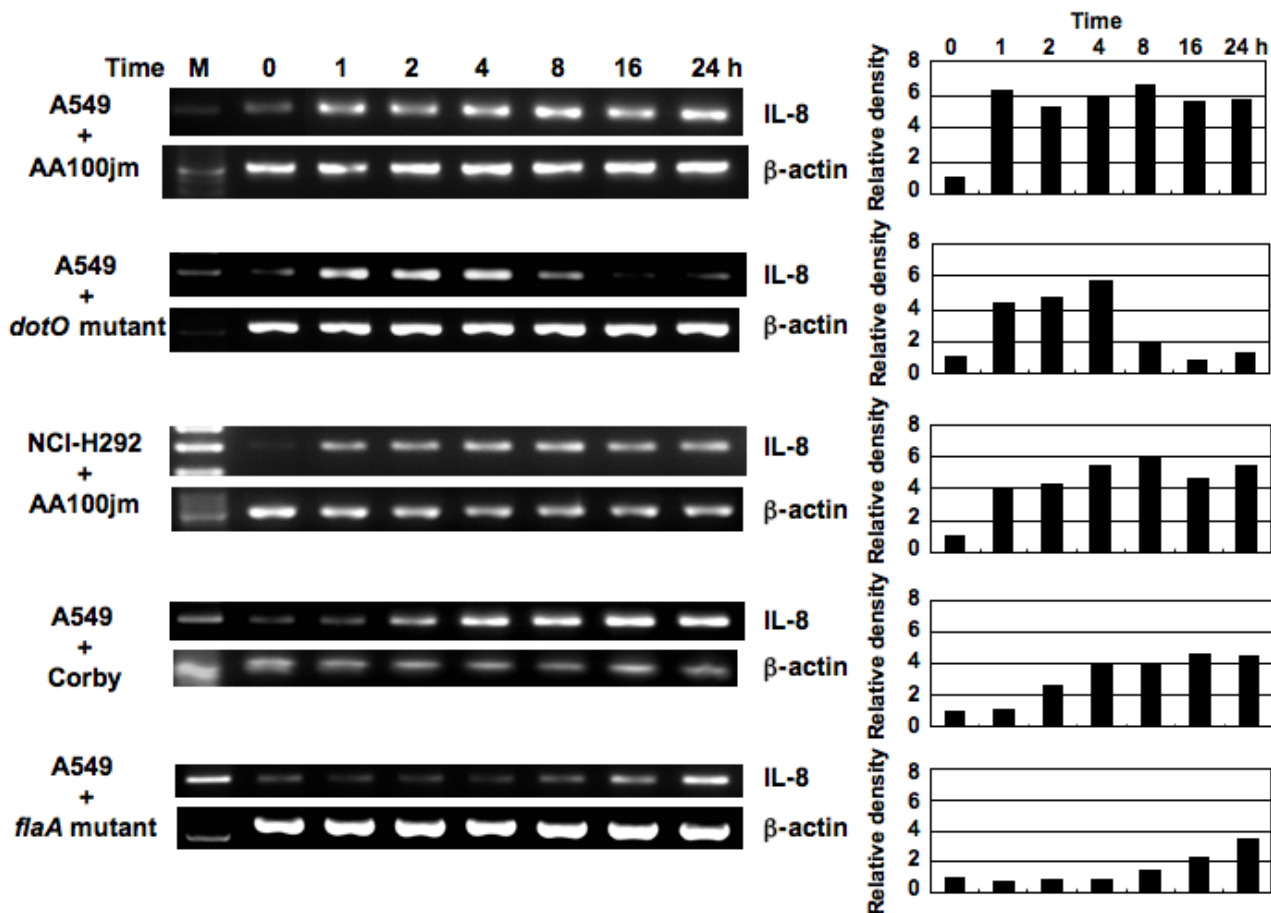 Time M 0 1 2 4 8 16 24 h
A549
+
AA100jm
IL-8
β-actin
A549
+
dotO mutant
IL-8
β-actin
NCI-H292
+
AA100jm
IL-8
β-actin
A549
+
Corby
IL-8
β-actin
A549
+
flaA mutant
IL-8
β-actin
Time
0 1 2 4 8 16 24 h
Relative density
8
6
4
2
0
Relative density
8
6
4
2
0
Relative density
8
6
4
2
0
Relative density
8
6
4
2
0
Relative density
8
6
4
2
0